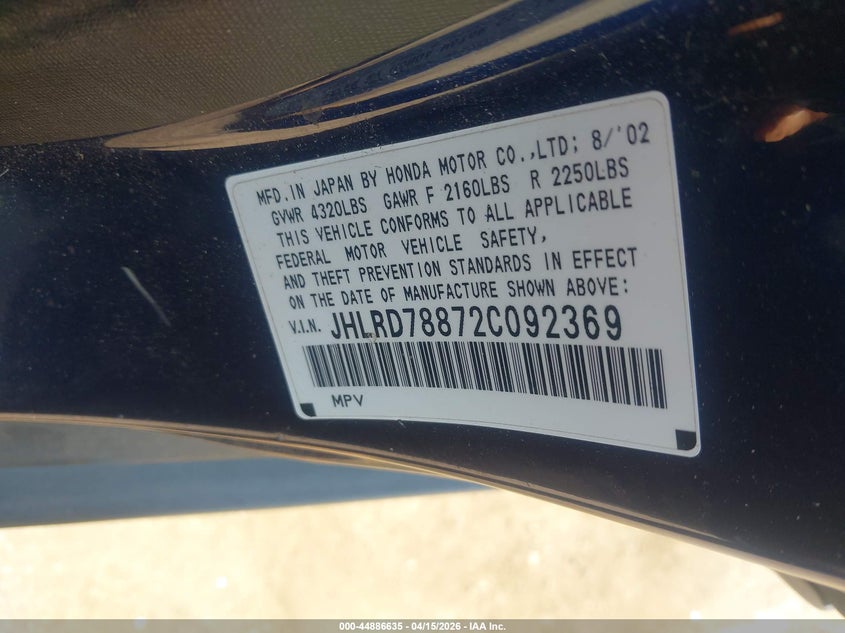 MFD.IN JAPAN BY HONDA MOTOR CO.,LTD; 8/'02
GVWR 4320LBS GAWR F 2160LBS R 2250LBS
THIS VEHICLE CONFORMS TO ALL APPLICABLE
FEDERAL MOTOR VEHICLE SAFETY,
AND THEFT PREVENTION STANDARDS IN EFFECT
ON THE DATE OF MANUFACTURE SHOWN ABOVE:
V.I.N. JHLRD78872C092369
MPV
000-44886635 - 04/15/2026 - IAA Inc.